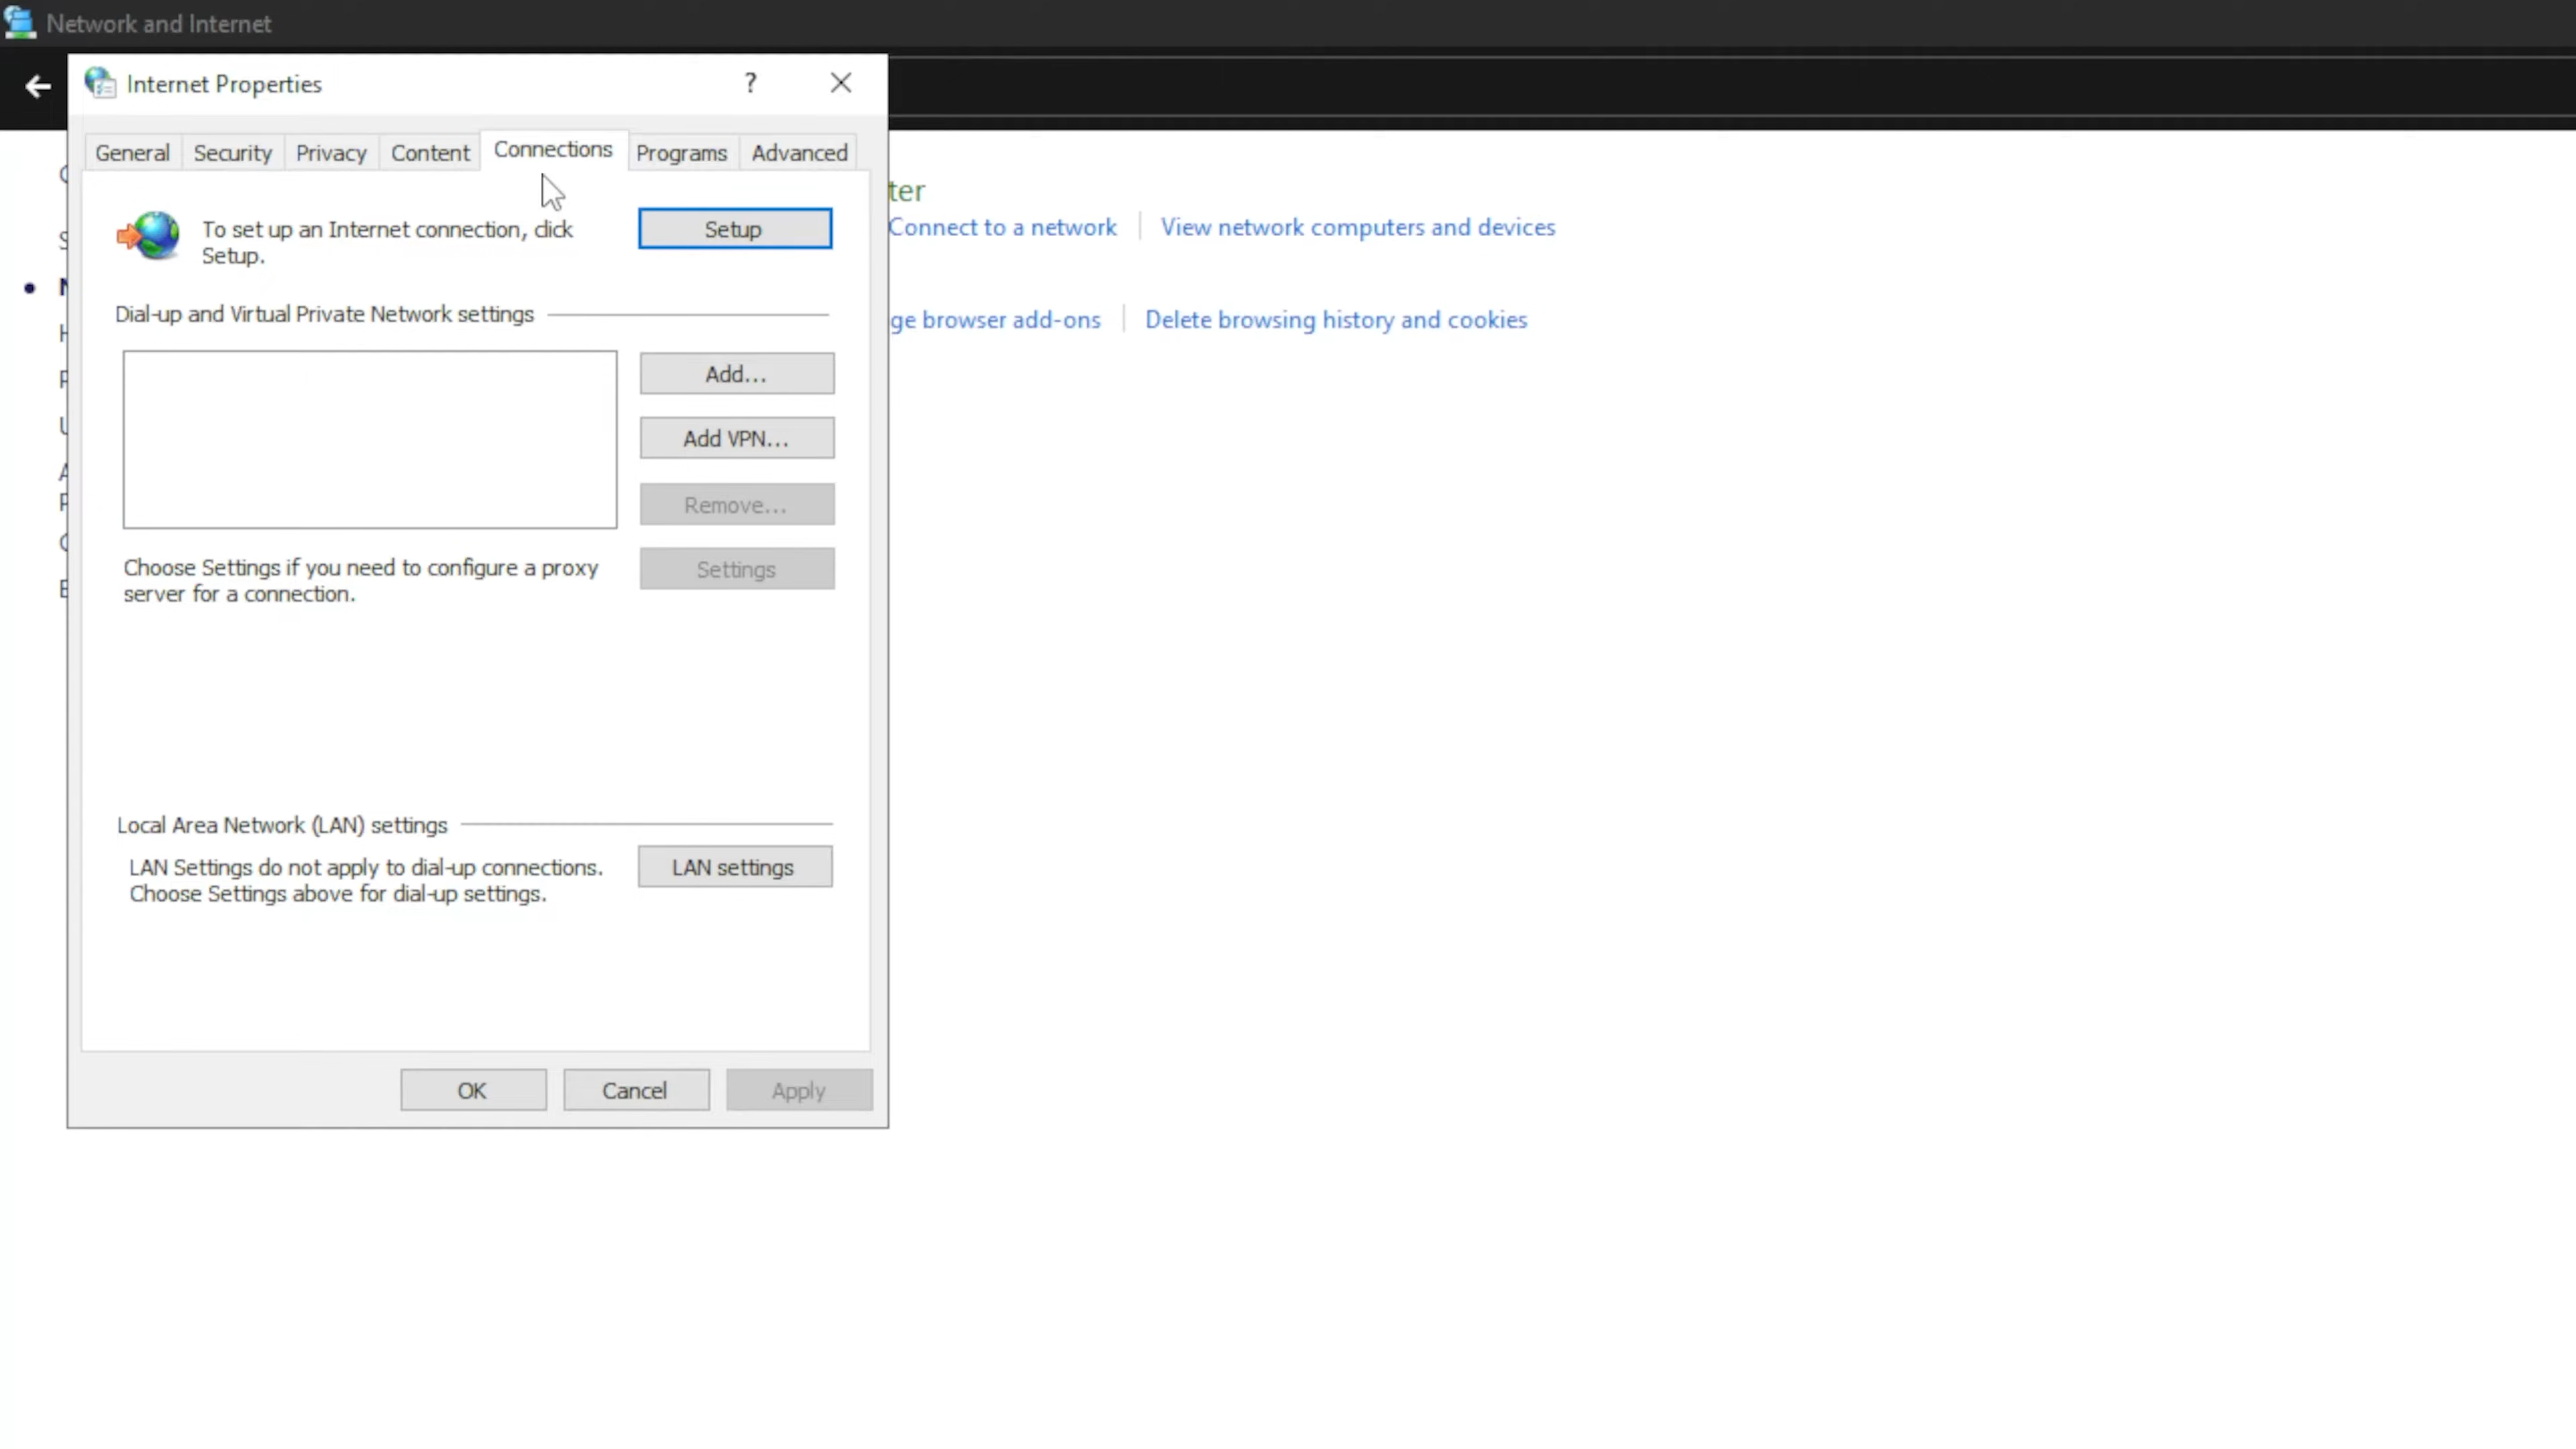 Network and Internet
Internet Properties
?
General Security Privacy Content Connections Programs Advanced
To set up an Internet connection, click
Setup.
Setup
Dial-up and Virtual Private Network settings
Add...
Add VPN...
Remove...
Choose Settings if you need to configure a proxy
server for a connection.
Settings
Local Area Network (LAN) settings
LAN Settings do not apply to dial-up connections.
Choose Settings above for dial-up settings.
LAN settings
OK Cancel Apply
ter
Connect to a network View network computers and devices
ge browser add-ons Delete browsing history and cookies